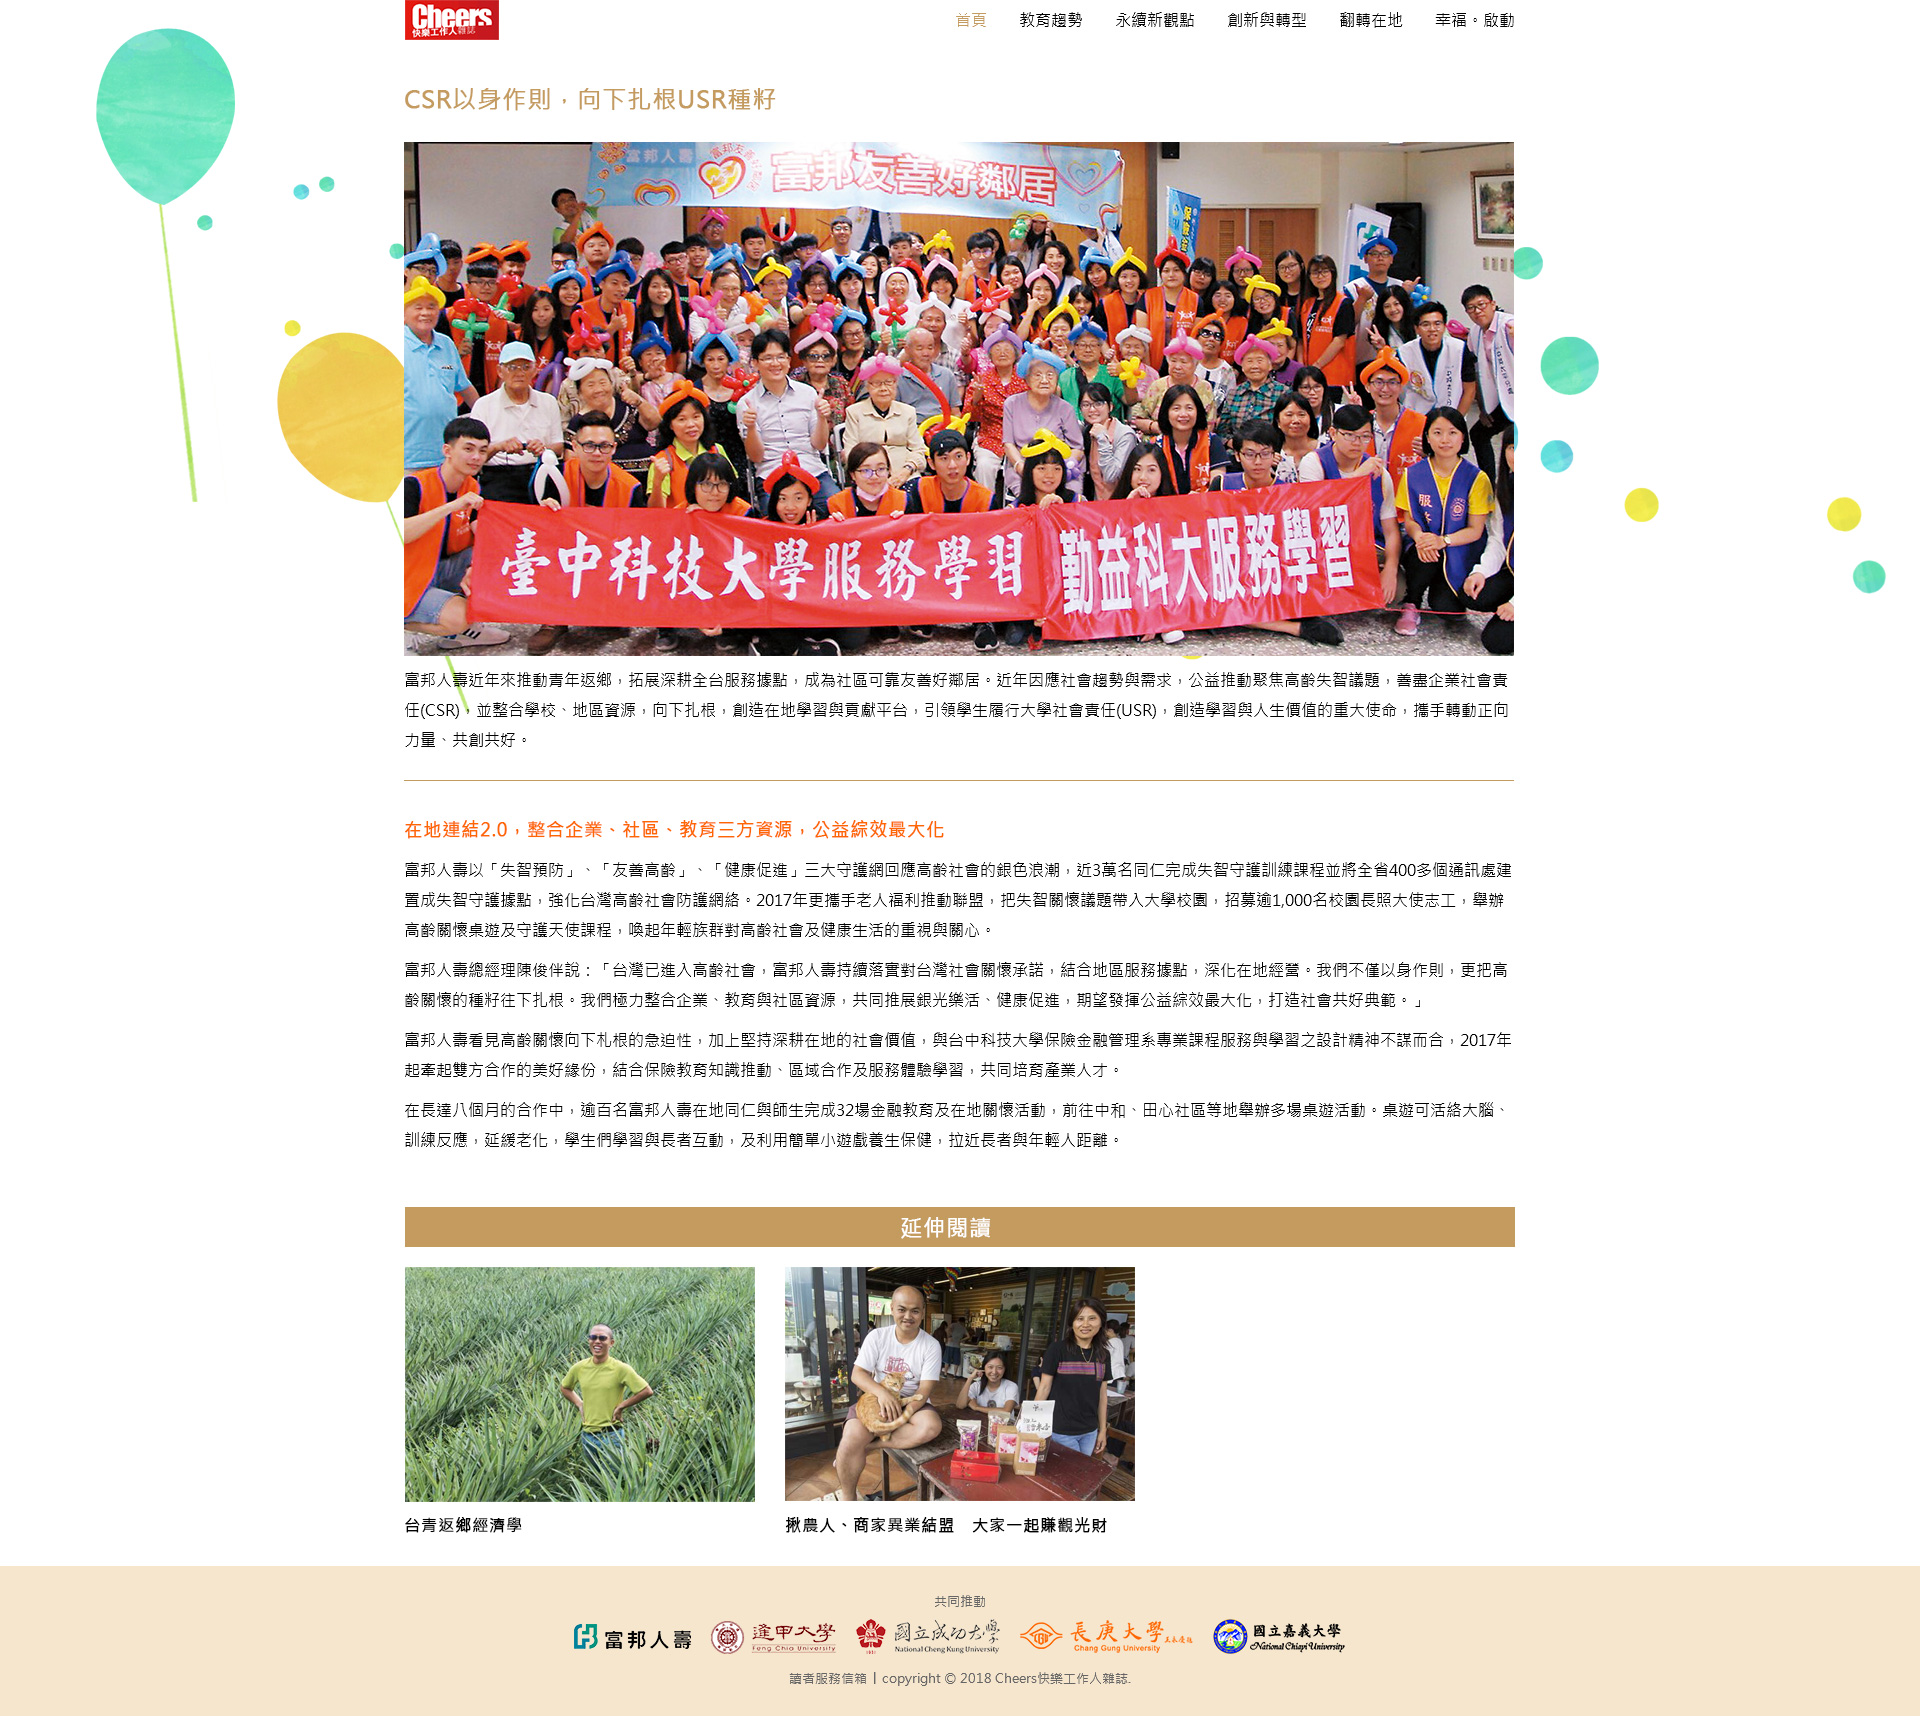 Cheers
快樂工作人雜誌
首頁 教育趨勢 永續新觀點 創新與轉型 翻轉在地 幸福。啟動
CSR以身作則，向下扎根USR種籽
富邦人壽
富邦友善好鄰居
臺中科技大學服務學習
勤益科大服務學習
富邦人壽近年來推動青年返鄉，拓展深耕全台服務據點，成為社區可靠友善好鄰居。近年因應社會趨勢與需求，公益推動聚焦高齡失智議題，善盡企業社會責
任(CSR)，並整合學校、地區資源，向下扎根，創造在地學習與貢獻平台，引領學生履行大學社會責任(USR)，創造學習與人生價值的重大使命，攜手轉動正向
力量、共創共好。
在地連結2.0，整合企業、社區、教育三方資源，公益綜效最大化
富邦人壽以「失智預防」、「友善高齡」、「健康促進」三大守護網回應高齡社會的銀色浪潮，近3萬名同仁完成失智守護訓練課程並將全省400多個通訊處建
置成失智守護據點，強化台灣高齡社會防護網絡。2017年更攜手老人福利推動聯盟，把失智關懷議題帶入大學校園，招募逾1,000名校園長照大使志工，舉辦
高齡關懷桌遊及守護天使課程，喚起年輕族群對高齡社會及健康生活的重視與關心。
富邦人壽總經理陳俊伴說：「台灣已進入高齡社會，富邦人壽持續落實對台灣社會關懷承諾，結合地區服務據點，深化在地經營。我們不僅以身作則，更把高
齡關懷的種籽往下扎根。我們極力整合企業、教育與社區資源，共同推展銀光樂活、健康促進，期望發揮公益綜效最大化，打造社會共好典範。」
富邦人壽看見高齡關懷向下札根的急迫性，加上堅持深耕在地的社會價值，與台中科技大學保險金融管理系專業課程服務與學習之設計精神不謀而合，2017年
起牽起雙方合作的美好緣份，結合保險教育知識推動、區域合作及服務體驗學習，共同培育產業人才。
在長達八個月的合作中，逾百名富邦人壽在地同仁與師生完成32場金融教育及在地關懷活動，前往中和、田心社區等地舉辦多場桌遊活動。桌遊可活絡大腦、
訓練反應，延緩老化，學生們學習與長者互動，及利用簡單小遊戲養生保健，拉近長者與年輕人距離。
延伸閱讀
台青返鄉經濟學
揪農人、商家異業結盟　大家一起賺觀光財
共同推動
富邦人壽 逢甲大學 國立成功大學 長庚大學 國立嘉義大學
Feng Chia University National Cheng Kung University Chang Gung University National Chiayi University
讀者服務信箱 | copyright © 2018 Cheers快樂工作人雜誌.